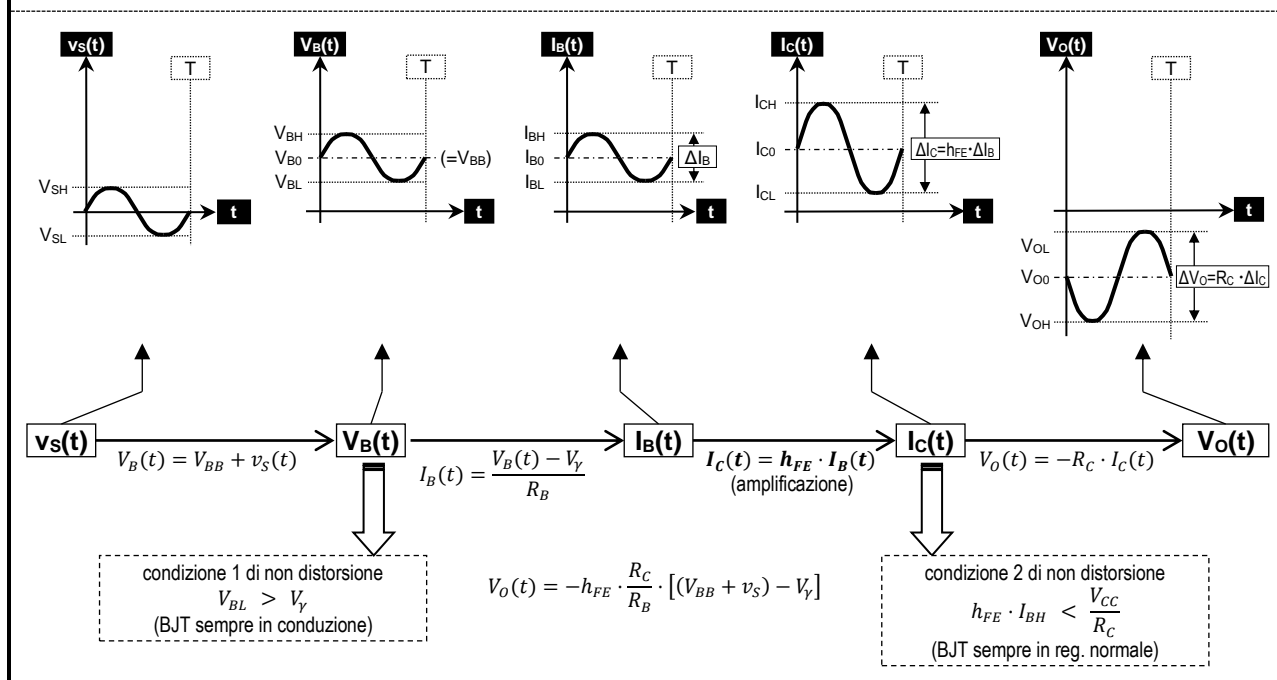 vS(t)
T
VSH
VSL
t
VB(t)
T
VBH
VB0
VBL
(=VBB)
t
IB(t)
T
IBH
IB0
IBL
ΔIB
t
IC(t)
T
ICH
IC0
ICL
ΔIC=hFE·ΔIB
t
VO(t)
T
t
VOL
VO0
VOH
ΔVO=RC ·ΔIC
vS(t)
VB(t) = VBB + vS(t)
VB(t)
IB(t) = (VB(t) − Vγ) / RB
IB(t)
IC(t) = hFE · IB(t)
(amplificazione)
IC(t)
VO(t) = −RC · IC(t)
VO(t)
condizione 1 di non distorsione
VBL > Vγ
(BJT sempre in conduzione)
VO(t) = −hFE · RC/RB · [(VBB + vS) − Vγ]
condizione 2 di non distorsione
hFE · IBH < VCC/RC
(BJT sempre in reg. normale)